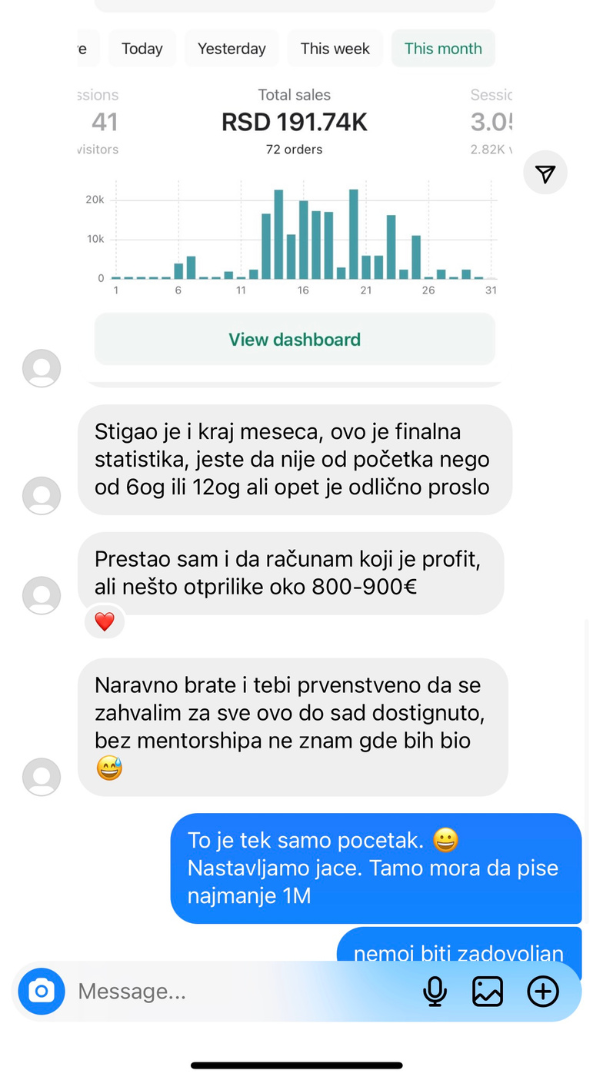 e
Today
Yesterday
This week
This month
ssions
Total sales
Sessic
41
RSD 191.74K
3.05
visitors
72 orders
2.82K v
20k
10k
0
1
6
11
16
21
26
31
View dashboard
Stigao je i kraj meseca, ovo je finalna
statistika, jeste da nije od početka nego
od 6og ili 12og ali opet je odlično proslo
Prestao sam i da računam koji je profit,
ali nešto otprilike oko 800-900€
❤️
Naravno brate i tebi prvenstveno da se
zahvalim za sve ovo do sad dostignuto,
bez mentorshipa ne znam gde bih bio
😅
To je tek samo pocetak. 😀
Nastavljamo jace. Tamo mora da pise
najmanje 1M
nemoj biti zadovoljan
Message...